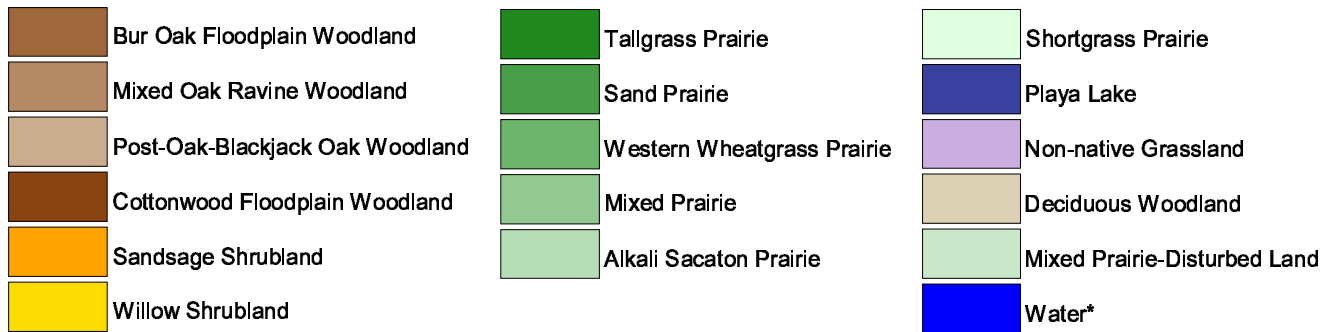 Bur Oak Floodplain Woodland
Mixed Oak Ravine Woodland
Post-Oak-Blackjack Oak Woodland
Cottonwood Floodplain Woodland
Sandsage Shrubland
Willow Shrubland
Tallgrass Prairie
Sand Prairie
Western Wheatgrass Prairie
Mixed Prairie
Alkali Sacaton Prairie
Shortgrass Prairie
Playa Lake
Non-native Grassland
Deciduous Woodland
Mixed Prairie-Disturbed Land
Water*